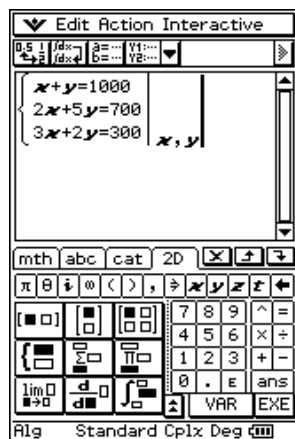 Edit Action Interactive
x+y=1000
2x+5y=700
3x+2y=300
x,y
mth abc cat 2D
π θ i ∞ ( ) , ⇒ x y z t
7 8 9 ^ =
4 5 6 × ÷
1 2 3 + -
0 . E ans
VAR EXE
lim
Alg Standard Cplx Deg